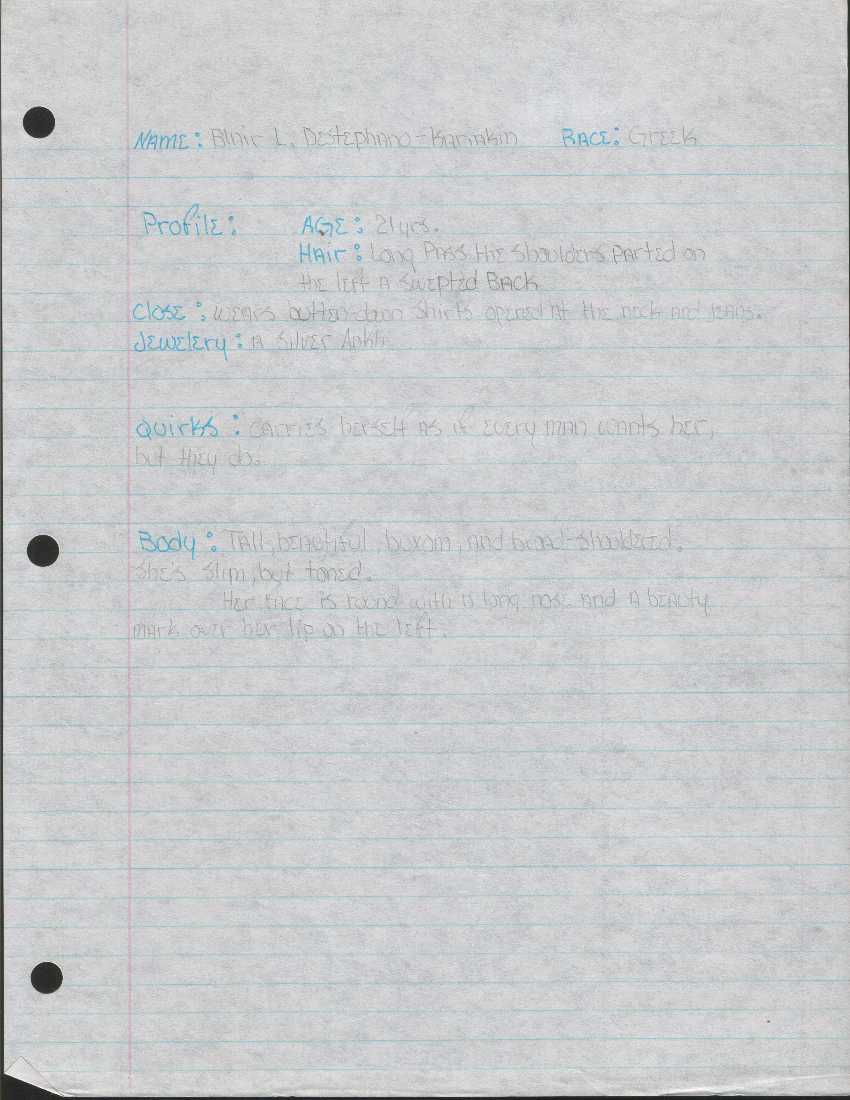 NAME: Blair L. Destephano-Kariakin RACE: Greek
Profile: AGE: 21yrs.
HAir: Long Pass the shoulders parted on
the left A swepted BACK
Close: WEARS button-down shirts opened At the neck and jeans.
Jewelery: A silver Ankh.
Quirks: CArries herself As if every man wants her,
but they do.
Body: TAll, beautiful, buxom, And broad-shouldered.
She's slim, but toned.
Her face is round with a long nose And A beauty
mark over her lip on the left.